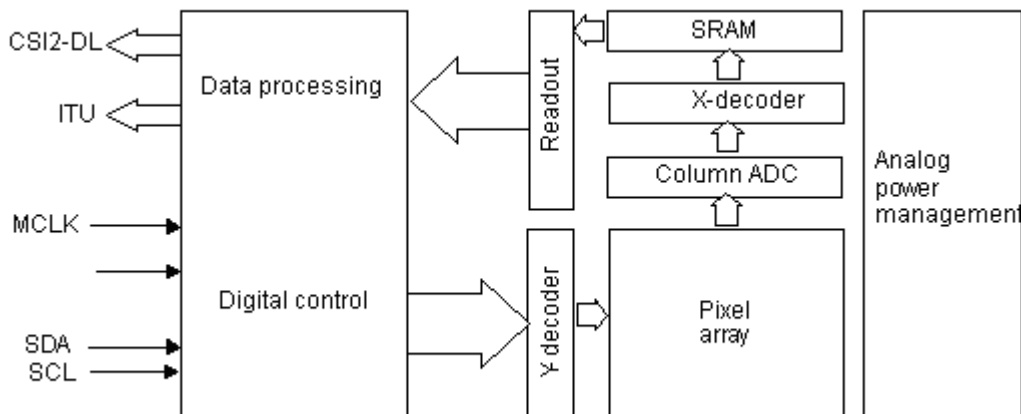 CSI2-DL
ITU
MCLK
SDA
SCL
Data processing
Digital control
Readout
Y decoder
SRAM
X-decoder
Column ADC
Pixel
array
Analog
power
management